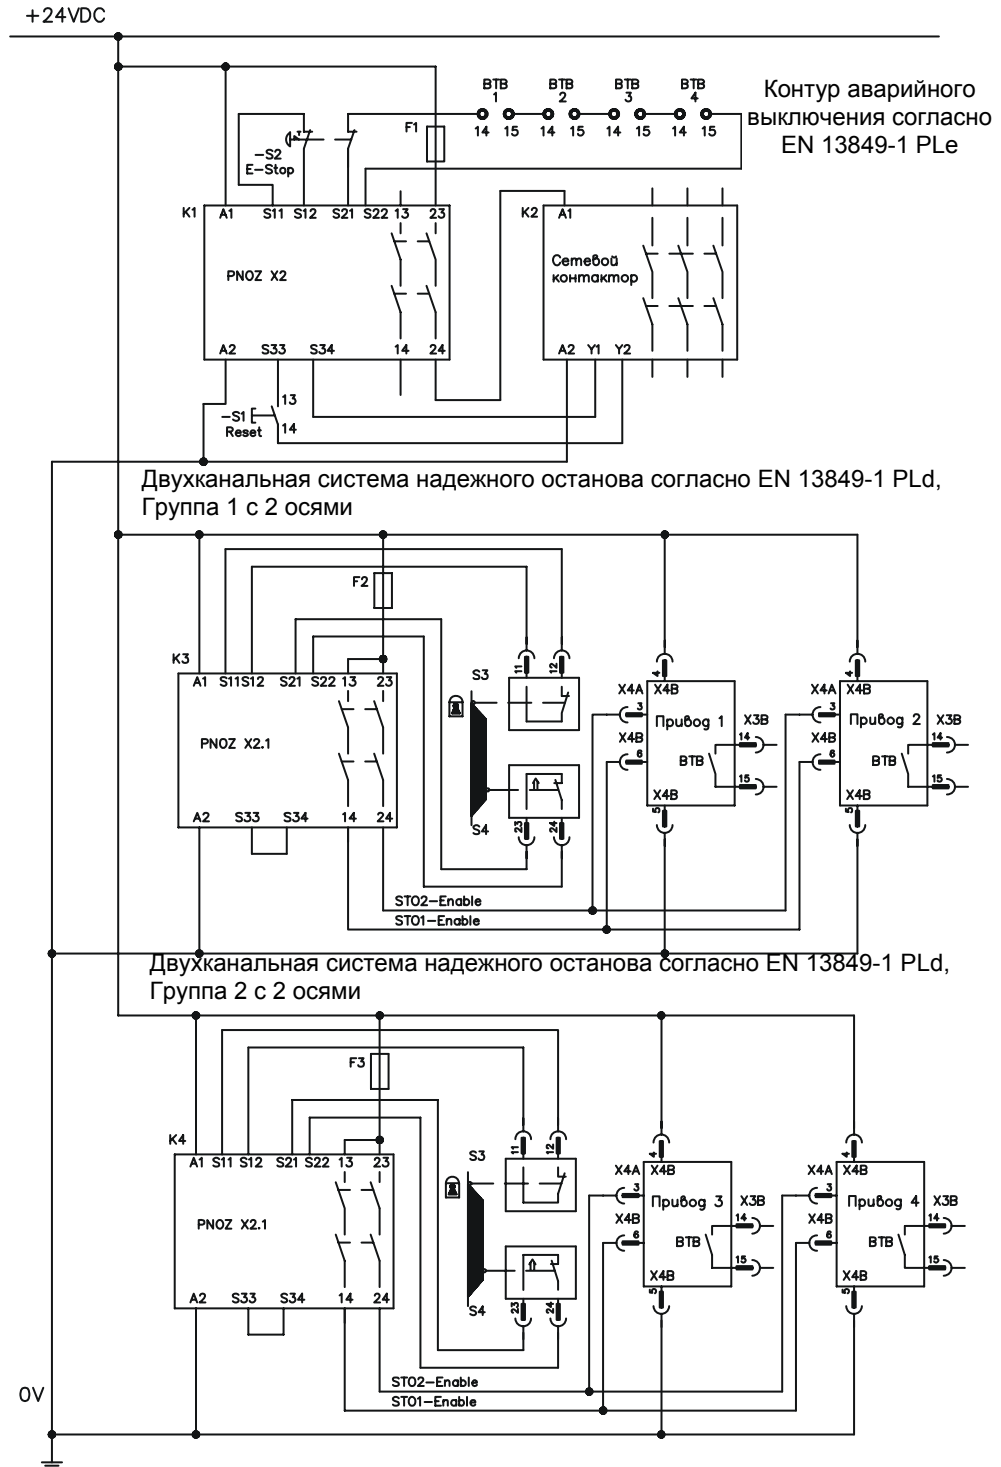 +24VDC
BTB 1
BTB 2
BTB 3
BTB 4
Контур аварийного
выключения согласно
EN 13849-1 PLe
F1
14 15 14 15 14 15 14 15
-S2
E-Stop
K1
A1 S11 S12 S21 S22 13 23
K2
A1
PNOZ X2
Сетевой
контактор
A2 S33 S34 14 24
A2 Y1 Y2
13
-S1
Reset
14
Двухканальная система надежного останова согласно EN 13849-1 PLd,
Группа 1 с 2 осями
F2
K3
A1 S11S12 S21 S22 13 23
11 12
S3
4
4
X4A X4B
X4A X4B
3
3
Привод 1 X3B
Привод 2 X3B
PNOZ X2.1
X4B
X4B
14
14
6
6
BTB
BTB
15
15
X4B
X4B
A2 S33 S34 14 24
S4
23 24
5
5
STO2-Enable
STO1-Enable
Двухканальная система надежного останова согласно EN 13849-1 PLd,
Группа 2 с 2 осями
F3
K4
A1 S11 S12 S21 S22 13 23
11 12
S3
4
4
X4A X4B
X4A X4B
3
3
Привод 3 X3B
Привод 4 X3B
PNOZ X2.1
X4B
X4B
14
14
6
6
BTB
BTB
15
15
X4B
X4B
A2 S33 S34 14 24
S4
23 24
5
5
STO2-Enable
STO1-Enable
0V